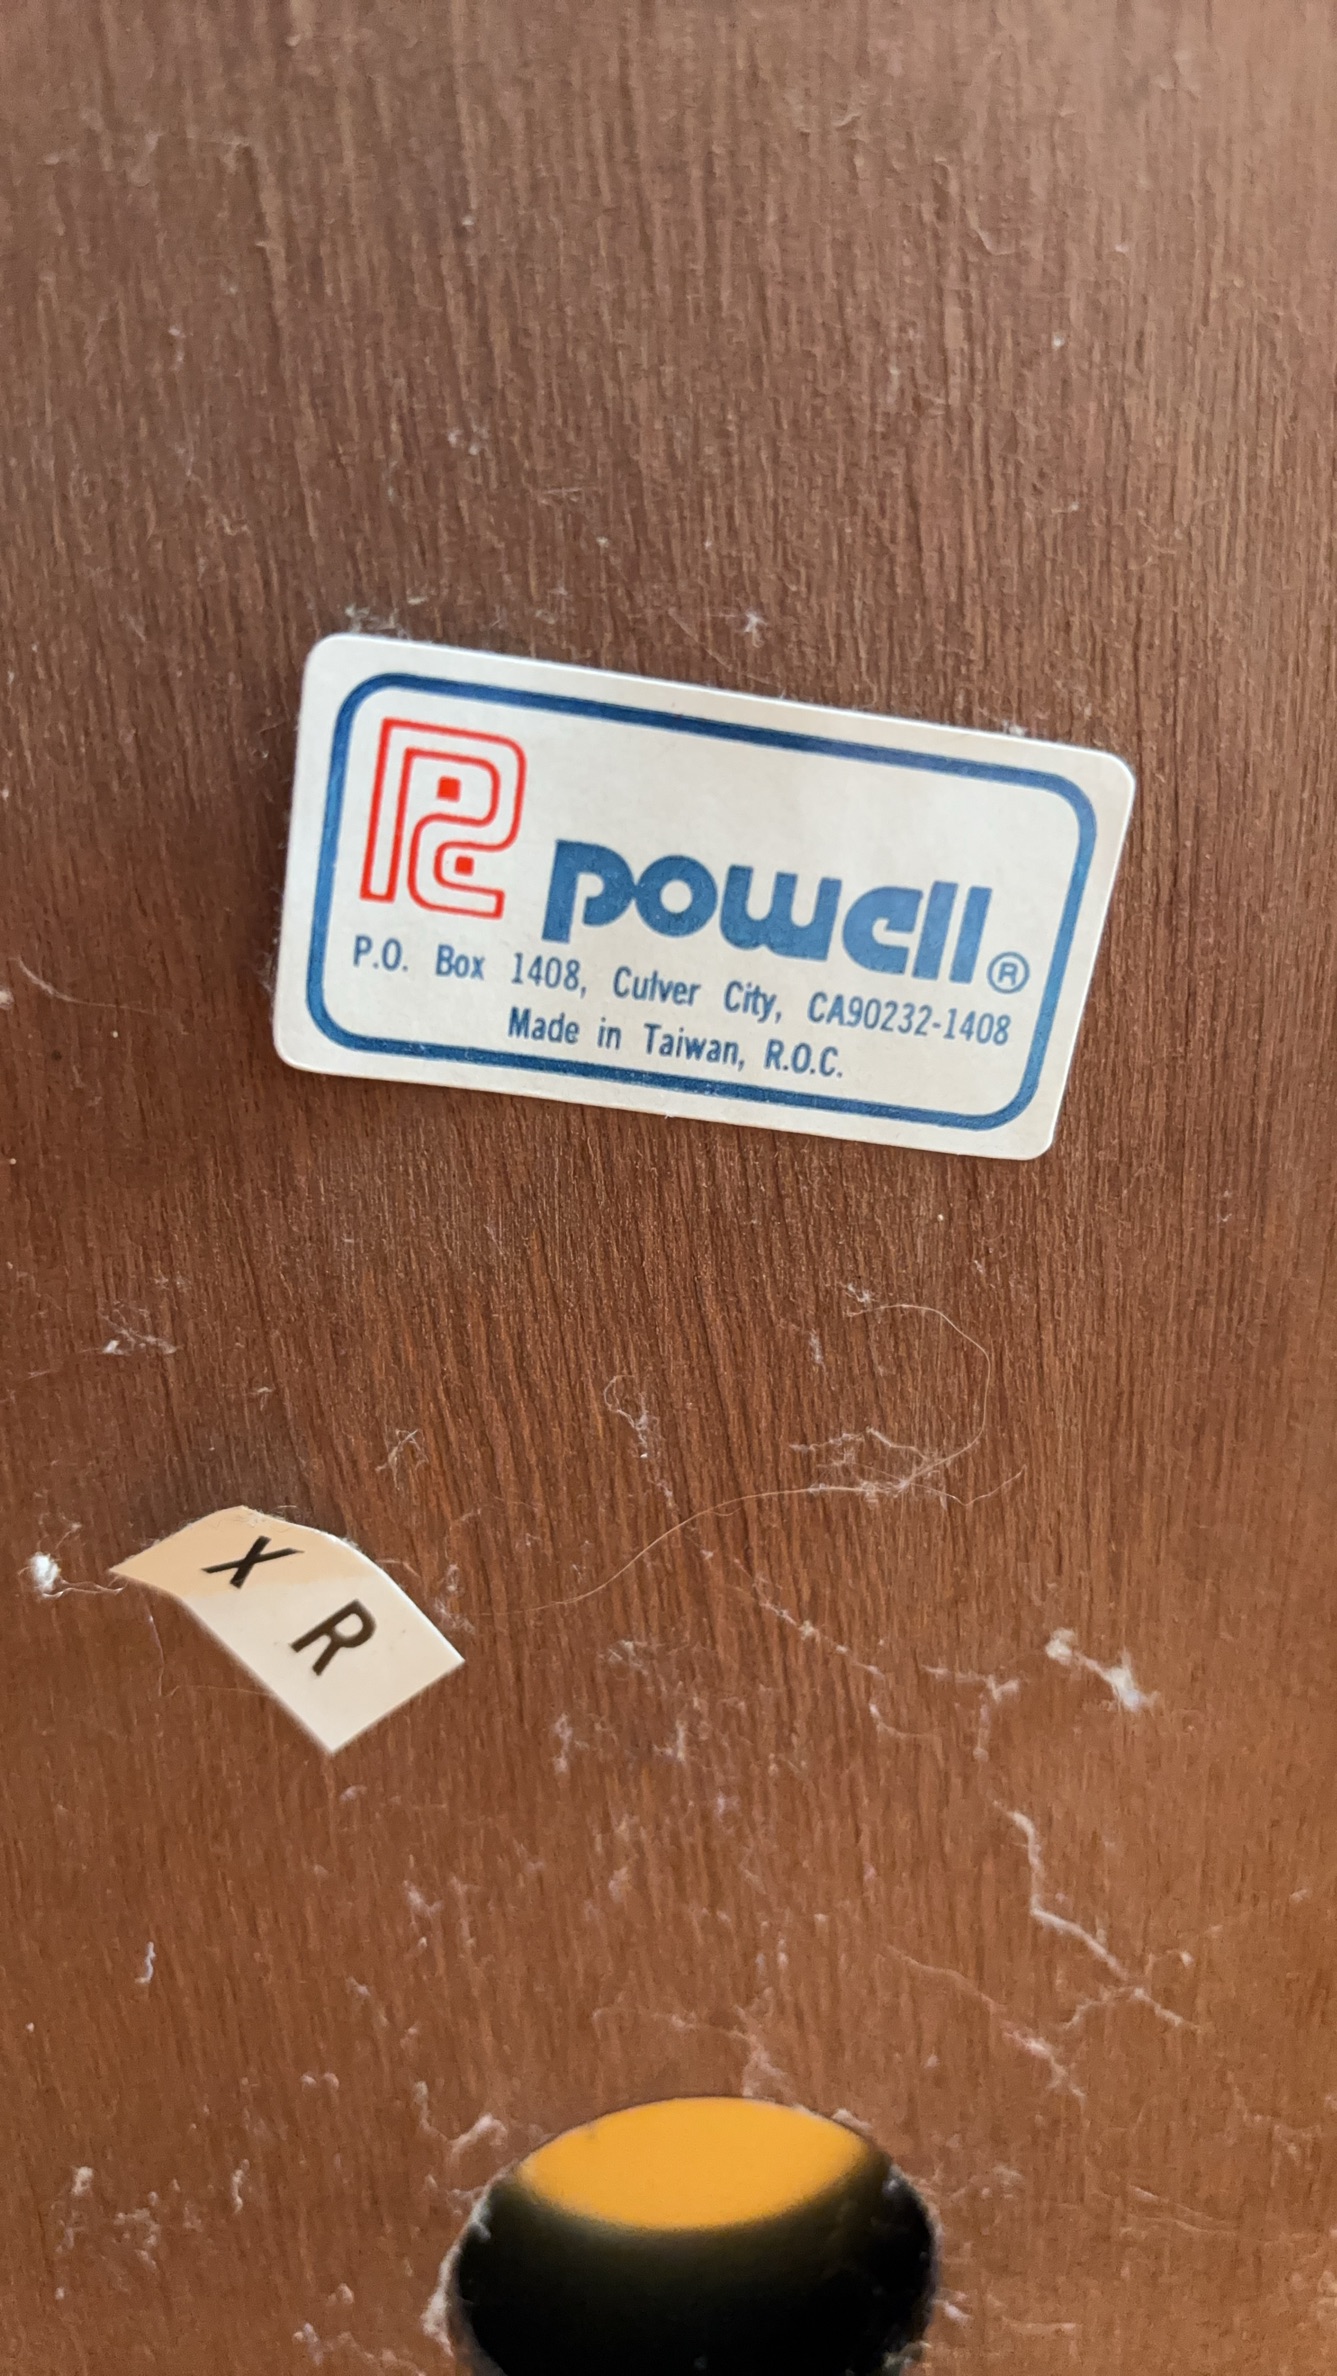 powell®
P.O. Box 1408, Culver City, CA90232-1408
Made in Taiwan, R.O.C.
X R